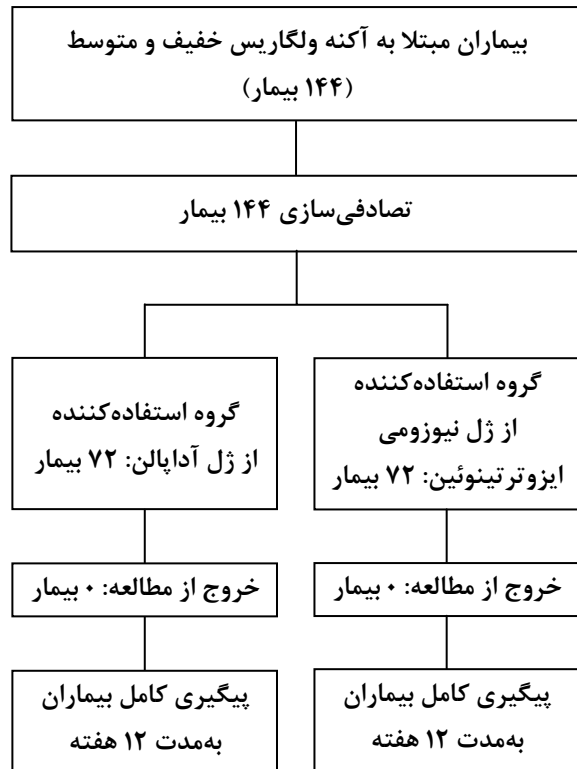 بیماران مبتلا به آکنه ولگاریس خفیف و متوسط
(۱۴۴ بیمار)
تصادفی‌سازی ۱۴۴ بیمار
گروه استفاده‌کننده
از ژل نیوزومی
ایزوترتینوئین: ۷۲ بیمار
گروه استفاده‌کننده
از ژل آداپالن: ۷۲ بیمار
خروج از مطالعه: ۰ بیمار
خروج از مطالعه: ۰ بیمار
پیگیری کامل بیماران
به‌مدت ۱۲ هفته
پیگیری کامل بیماران
به‌مدت ۱۲ هفته